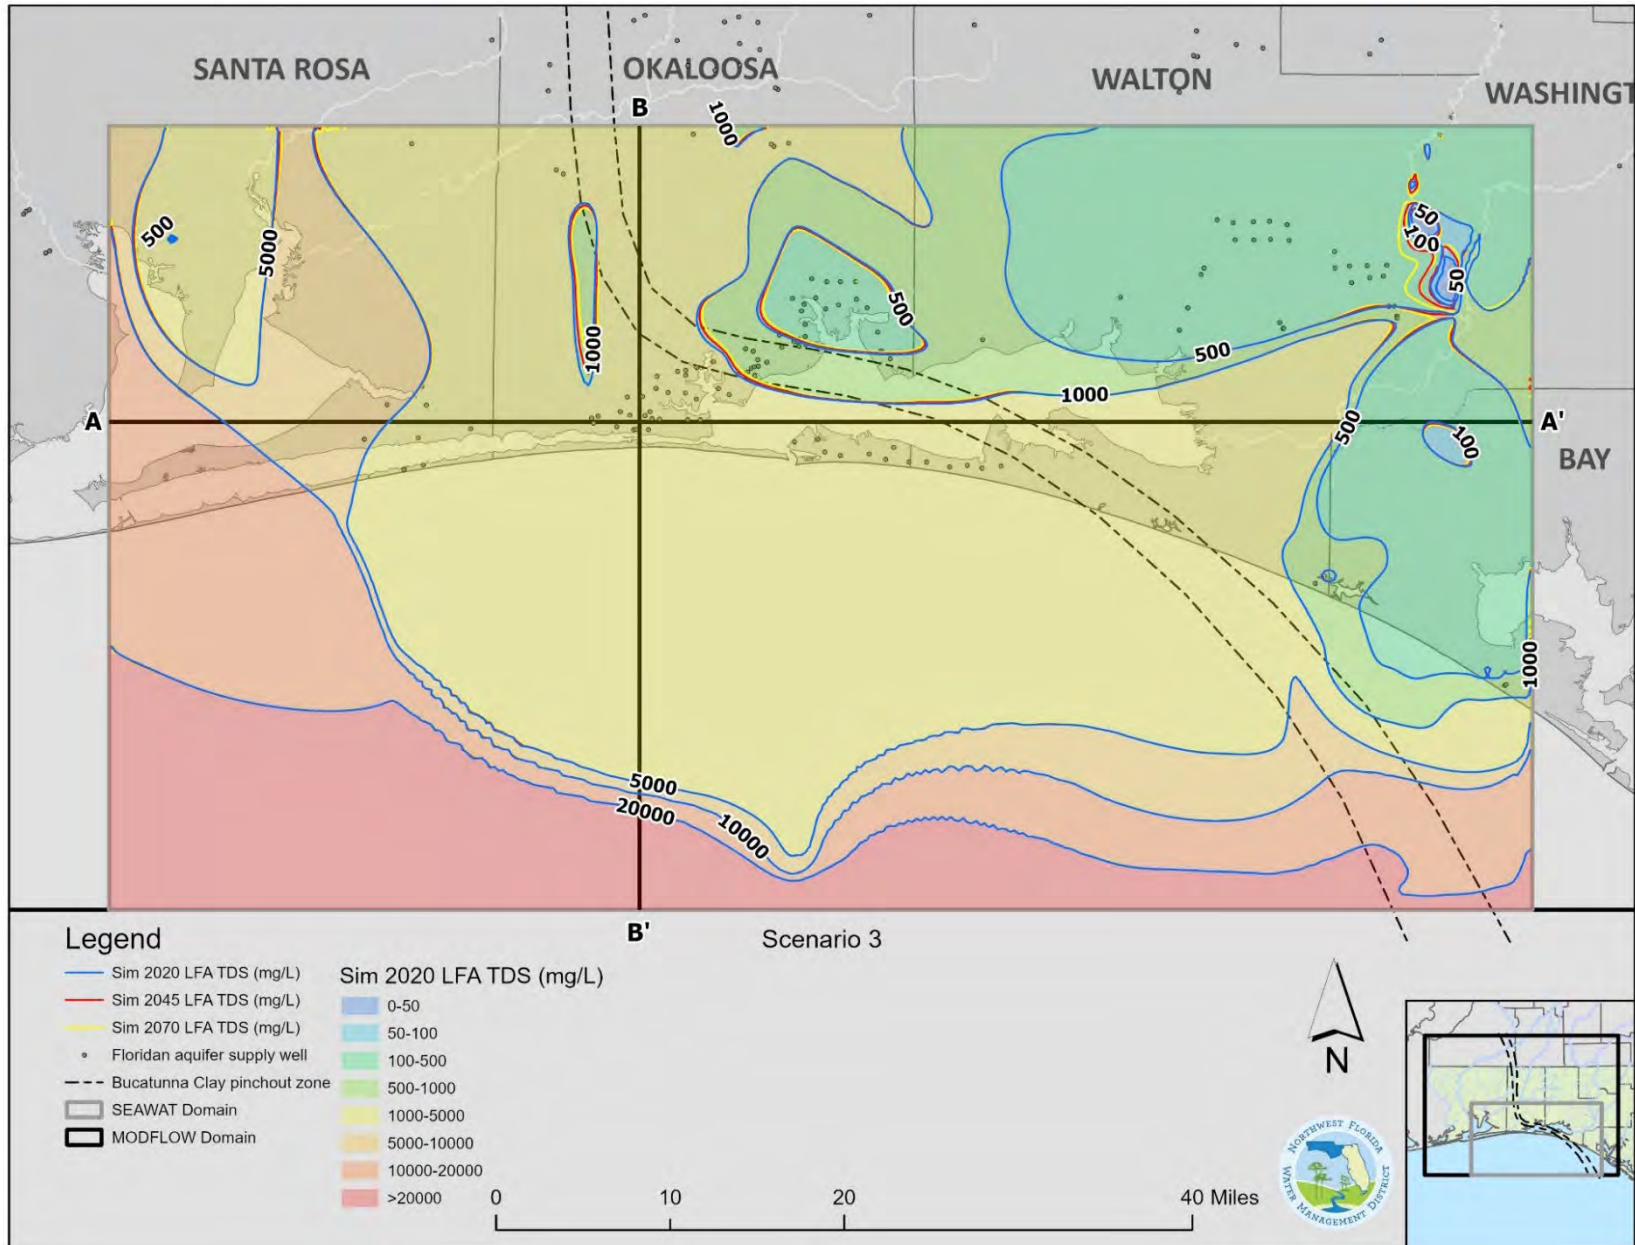 SANTA ROSA
OKALOOSA
WALTON
WASHINGT
B
1000
500
5000
50
100
50
1000
500
500
1000
A
A'
500
100
BAY
1000
5000
20000
10000
B'
Scenario 3
Legend
Sim 2020 LFA TDS (mg/L)
Sim 2045 LFA TDS (mg/L)
Sim 2070 LFA TDS (mg/L)
Floridan aquifer supply well
Bucatunna Clay pinchout zone
SEAWAT Domain
MODFLOW Domain
Sim 2020 LFA TDS (mg/L)
0-50
50-100
100-500
500-1000
1000-5000
5000-10000
10000-20000
>20000
0 10 20 40 Miles
N
NORTHWEST FLORIDA
WATER MANAGEMENT DISTRICT